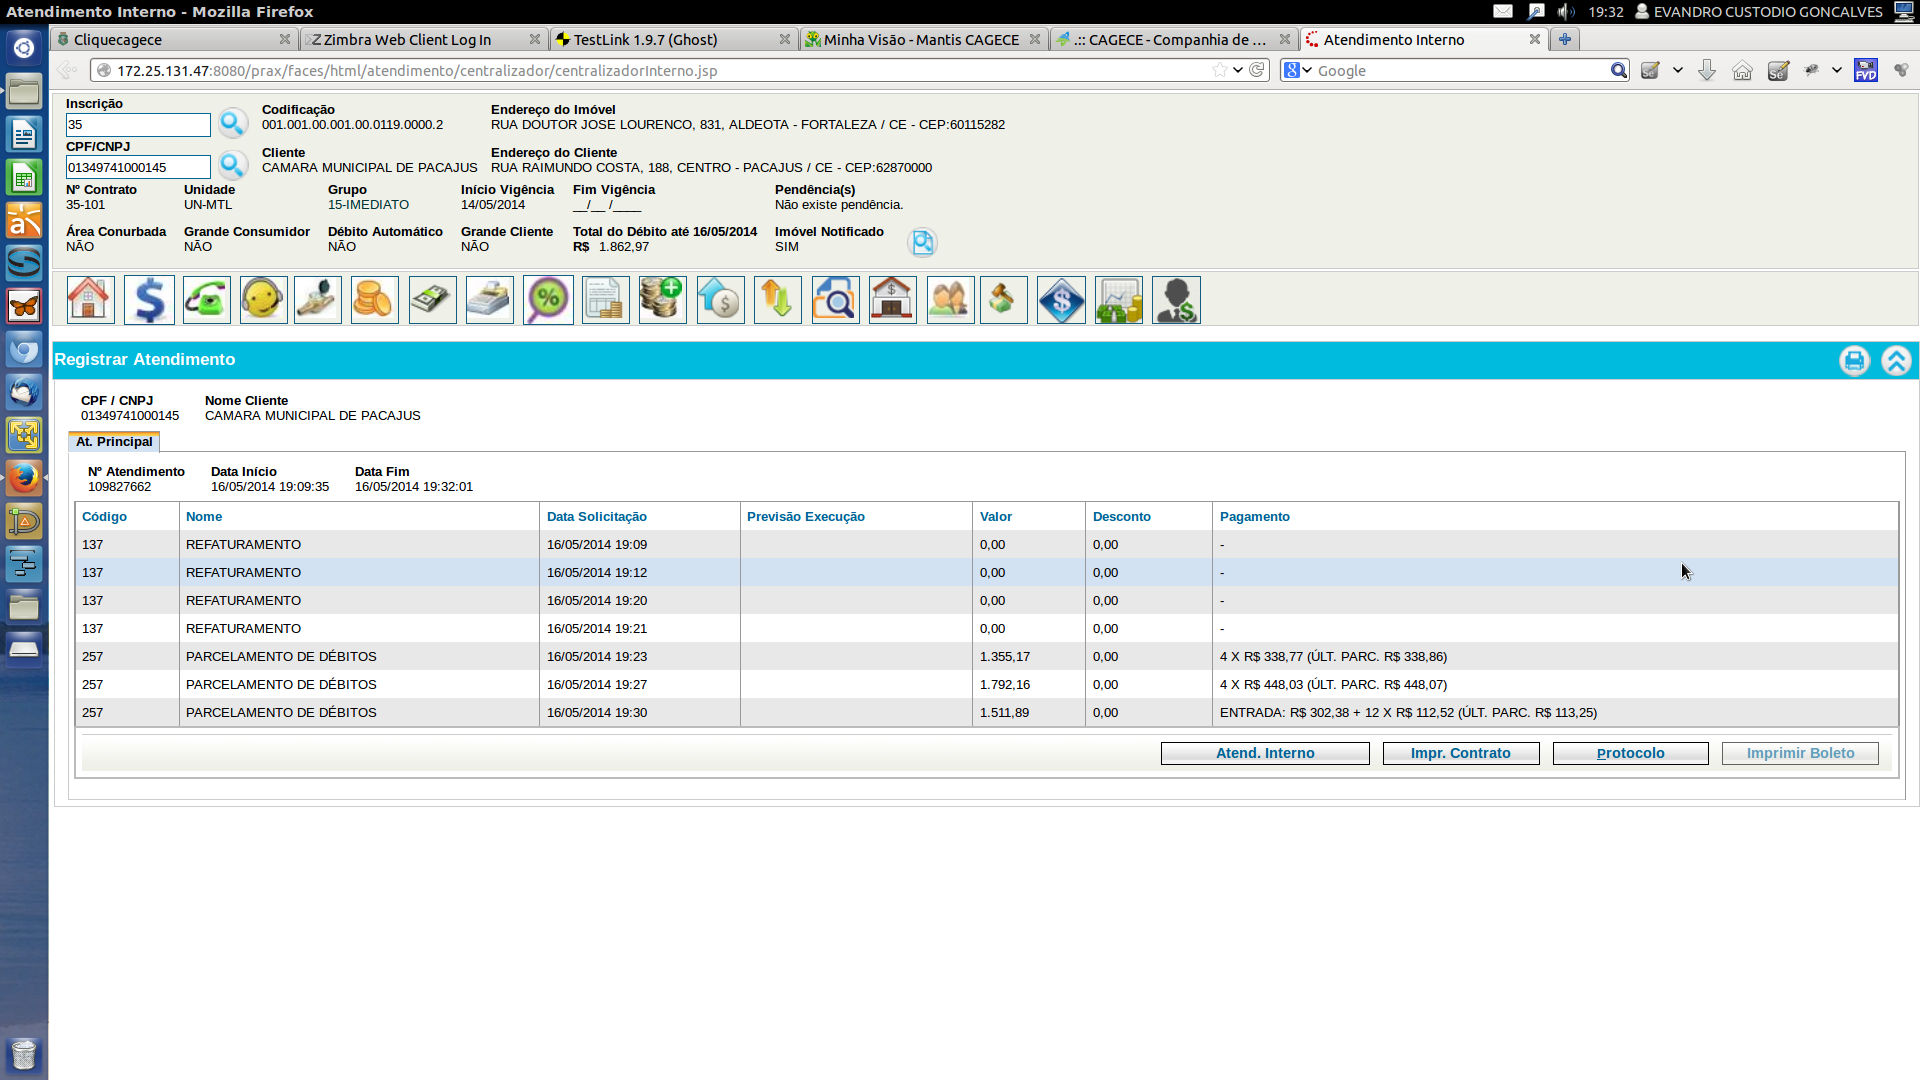 Atendimento Interno - Mozilla Firefox
19:32 EVANDRO CUSTODIO GONCALVES
Cliquecagece
Zimbra Web Client Log In
TestLink 1.9.7 (Ghost)
Minha Visão - Mantis CAGECE
.:: CAGECE - Companhia de ...
Atendimento Interno
172.25.131.47:8080/prax/faces/html/atendimento/centralizador/centralizadorInterno.jsp
Google
FVD
Inscrição
35
Codificação
001.001.00.001.00.0119.0000.2
Endereço do Imóvel
RUA DOUTOR JOSE LOURENCO, 831, ALDEOTA - FORTALEZA / CE - CEP:60115282
CPF/CNPJ
01349741000145
Cliente
CAMARA MUNICIPAL DE PACAJUS
Endereço do Cliente
RUA RAIMUNDO COSTA, 188, CENTRO - PACAJUS / CE - CEP:62870000
Nº Contrato Unidade Grupo Início Vigência Fim Vigência Pendência(s)
35-101 UN-MTL 15-IMEDIATO 14/05/2014 __/__ /____ Não existe pendência.
Área Conurbada Grande Consumidor Débito Automático Grande Cliente Total do Débito até 16/05/2014 Imóvel Notificado
NÃO NÃO NÃO NÃO R$ 1.862,97 SIM
Registrar Atendimento
CPF / CNPJ Nome Cliente
01349741000145 CAMARA MUNICIPAL DE PACAJUS
At. Principal
Nº Atendimento Data Início Data Fim
109827662 16/05/2014 19:09:35 16/05/2014 19:32:01
Código Nome Data Solicitação Previsão Execução Valor Desconto Pagamento
137 REFATURAMENTO 16/05/2014 19:09 0,00 0,00 -
137 REFATURAMENTO 16/05/2014 19:12 0,00 0,00 -
137 REFATURAMENTO 16/05/2014 19:20 0,00 0,00 -
137 REFATURAMENTO 16/05/2014 19:21 0,00 0,00 -
257 PARCELAMENTO DE DÉBITOS 16/05/2014 19:23 1.355,17 0,00 4 X R$ 338,77 (ÚLT. PARC. R$ 338,86)
257 PARCELAMENTO DE DÉBITOS 16/05/2014 19:27 1.792,16 0,00 4 X R$ 448,03 (ÚLT. PARC. R$ 448,07)
257 PARCELAMENTO DE DÉBITOS 16/05/2014 19:30 1.511,89 0,00 ENTRADA: R$ 302,38 + 12 X R$ 112,52 (ÚLT. PARC. R$ 113,25)
Atend. Interno Impr. Contrato Protocolo Imprimir Boleto